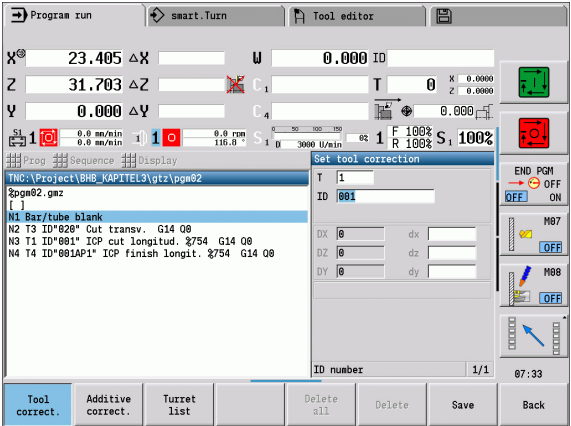 Program run
smart.Turn
Tool editor
X 23.405 ΔX U 0.000 ID
Z 31.703 ΔZ C 1 T 0 X 0.0000
Z 0.0000
Y 0.000 ΔY C 4 0.000
S1 1 0.0 mm/min
0.0 mm/min
1 0 0.0 rpm
116.8 °
S1 0 50 100 150
D 3000 U/min 0%
1 F 100%
R 100%
S1 100%
Prog Sequence Display
TNC:\Project\BHB_KAPITEL3\gtz\pgm02
%pgm02.gmz
[ ]
N1 Bar/tube blank
N2 T3 ID"020" Cut transv. G14 Q0
N3 T1 ID"001" ICP cut longitud. %754 G14 Q0
N4 T4 ID"001AP1" ICP finish longit. %754 G14 Q0
Set tool correction
T 1
ID 001
DX 0 dx
DZ 0 dz
DY 0 dy
ID number 1/1
END PGM
OFF
OFF ON
M07
OFF
M08
OFF
07:33
Tool
correct.
Additive
correct.
Turret
list
Delete
all
Delete
Save
Back